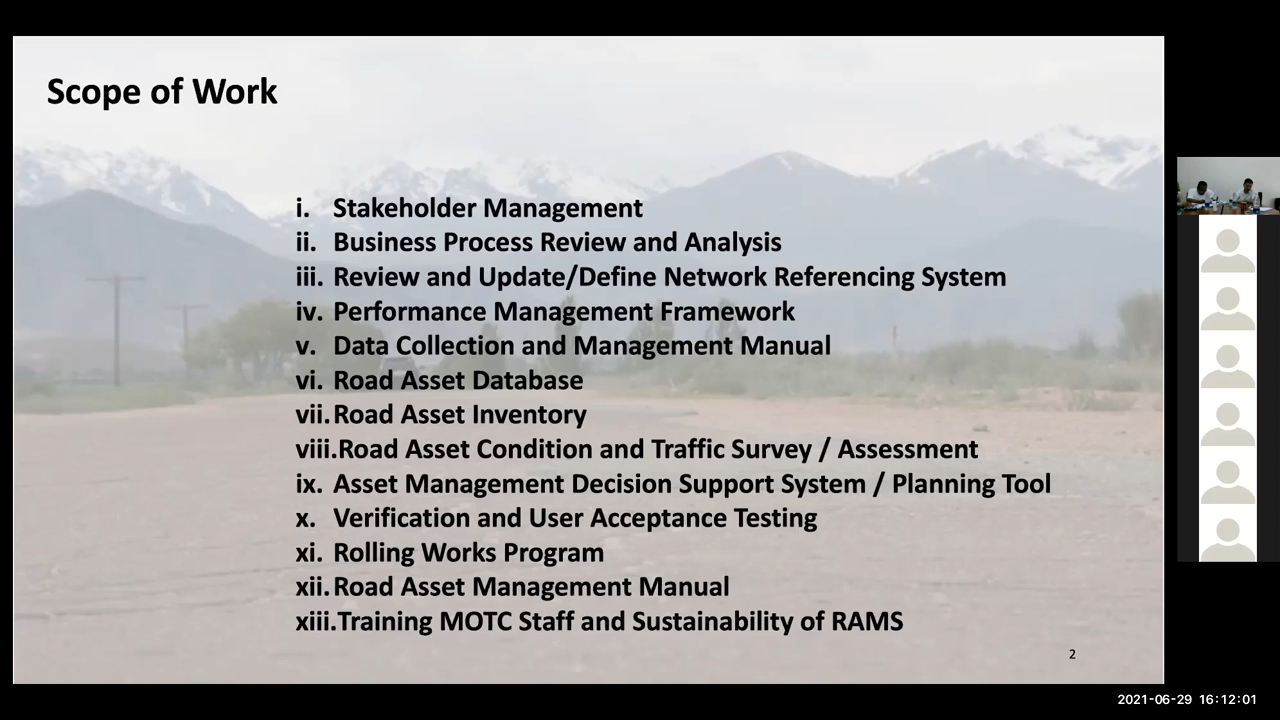 Scope of Work
i. Stakeholder Management
ii. Business Process Review and Analysis
iii. Review and Update/Define Network Referencing System
iv. Performance Management Framework
v. Data Collection and Management Manual
vi. Road Asset Database
vii. Road Asset Inventory
viii. Road Asset Condition and Traffic Survey / Assessment
ix. Asset Management Decision Support System / Planning Tool
x. Verification and User Acceptance Testing
xi. Rolling Works Program
xii. Road Asset Management Manual
xiii. Training MOTC Staff and Sustainability of RAMS
2
2021-06-29 16:12:01